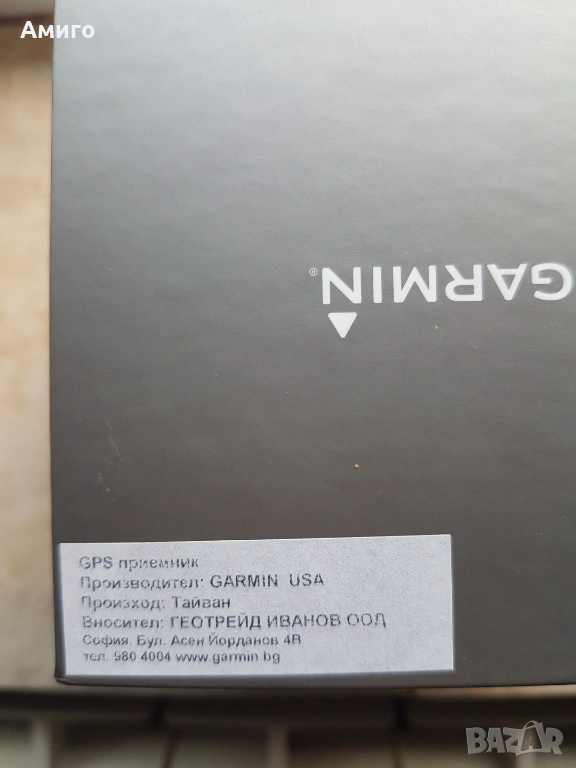 Амиго
GARMIN®
GPS приемник
Производител: GARMIN USA
Произход: Тайван
Вносител: ГЕОТРЕЙД ИВАНОВ ООД
София, Бул. Асен Йорданов 4В
тел. 980 4004 www.garmin.bg
BAZAR